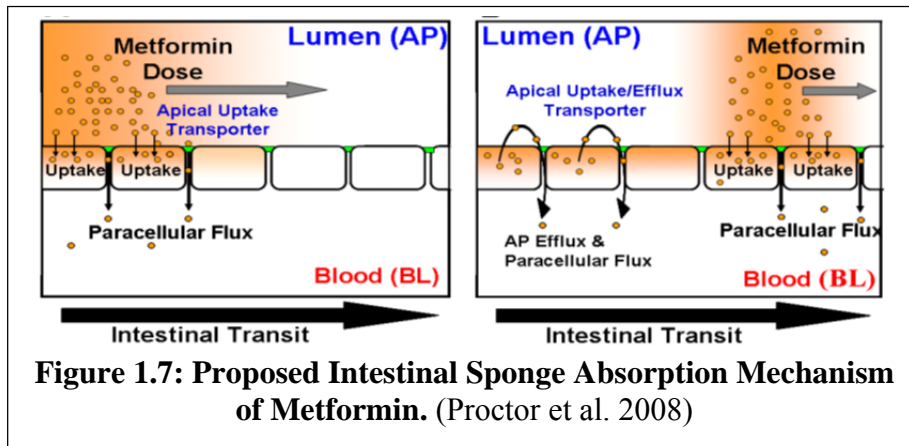 Lumen (AP)
Metformin
Dose
Apical Uptake
Transporter
Uptake
Uptake
Paracellular Flux
Blood (BL)
Intestinal Transit
Lumen (AP)
Metformin
Dose
Apical Uptake/Efflux
Transporter
Uptake
Uptake
AP Efflux &
Paracellular Flux
Paracellular Flux
Blood (BL)
Intestinal Transit
Figure 1.7: Proposed Intestinal Sponge Absorption Mechanism
of Metformin. (Proctor et al. 2008)